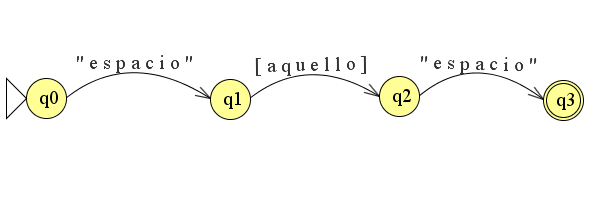 "espacio" [aquello] "espacio"
q0 q1 q2 q3